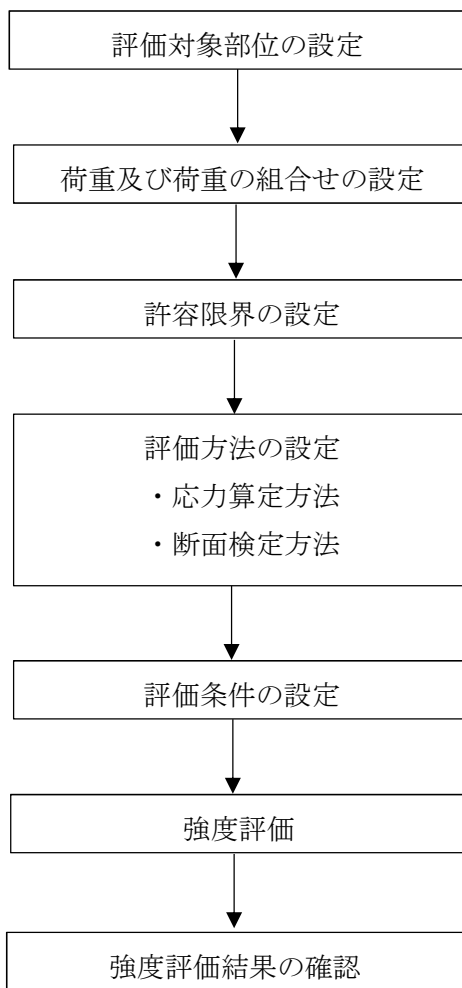 評価対象部位の設定
荷重及び荷重の組合せの設定
許容限界の設定
評価方法の設定
・応力算定方法
・断面検定方法
評価条件の設定
強度評価
強度評価結果の確認